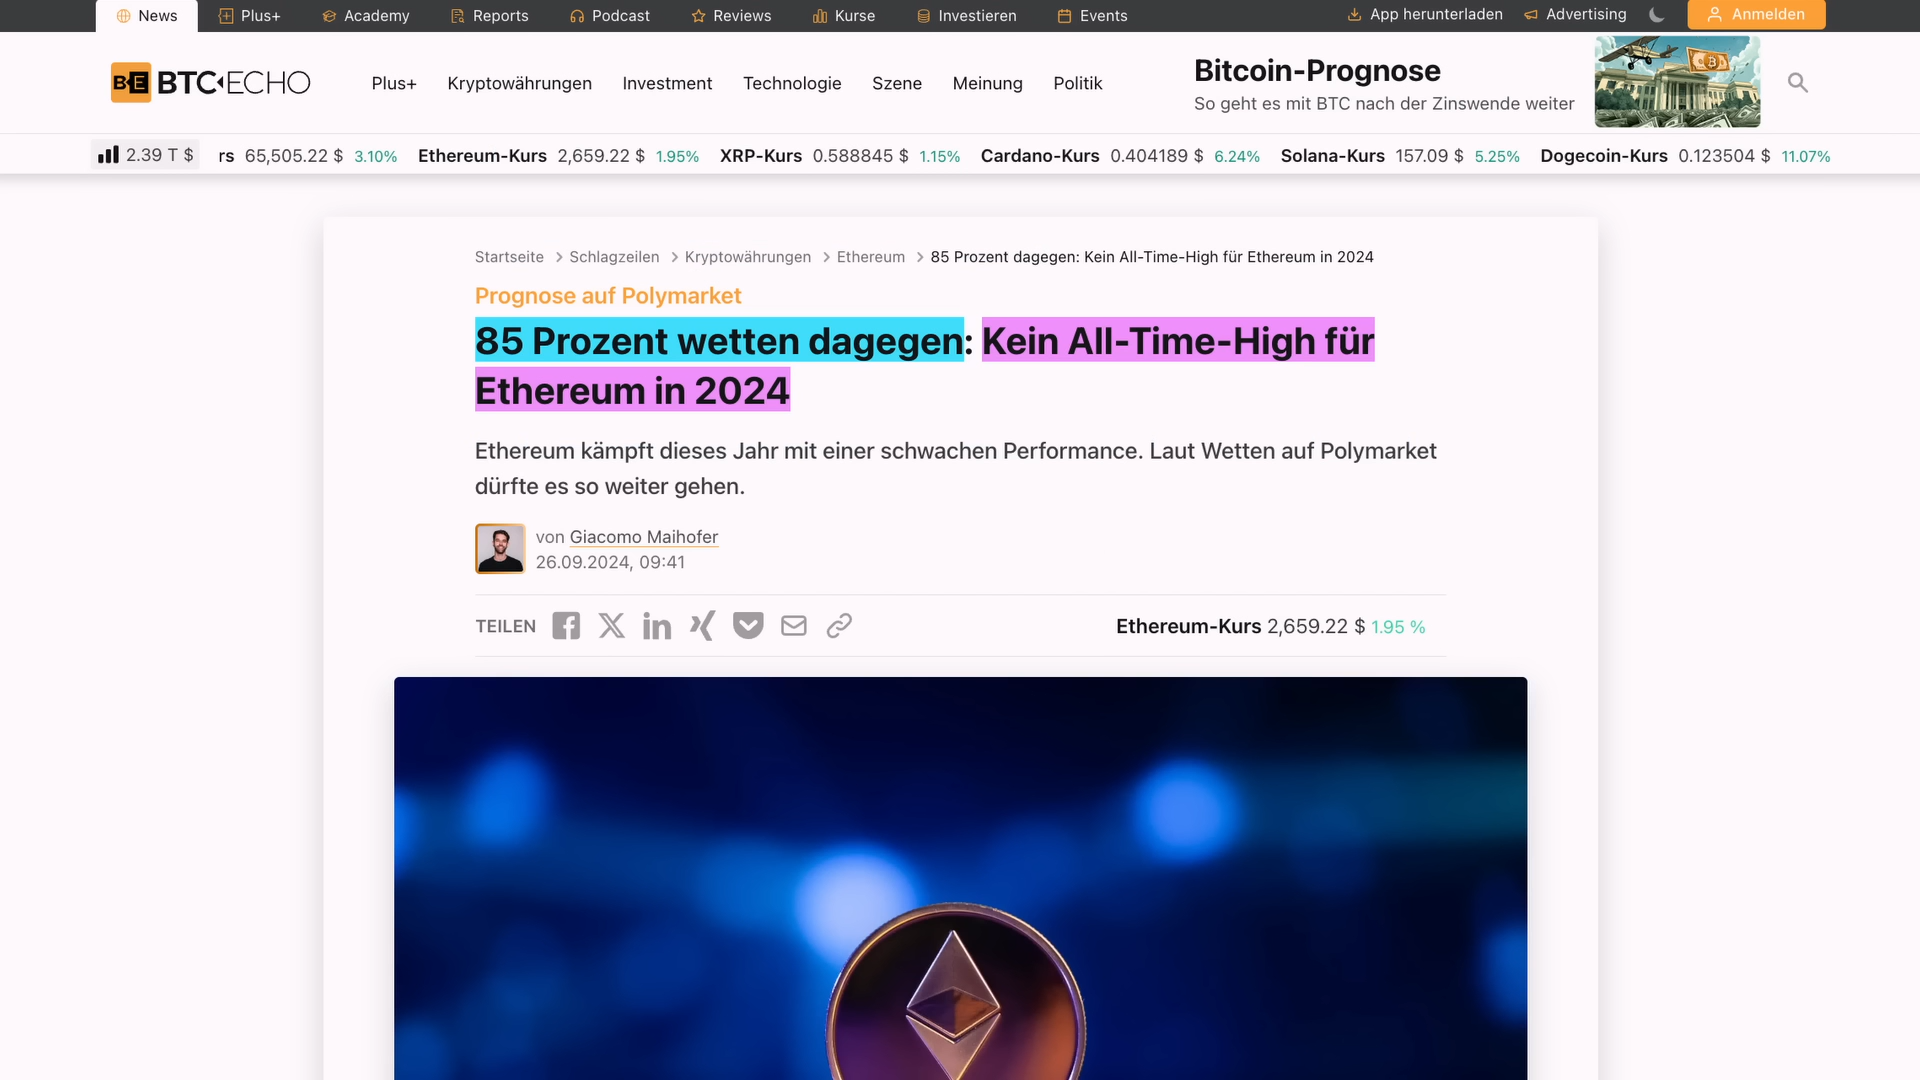 News Plus+ Academy Reports Podcast Reviews Kurse Investieren Events App herunterladen Advertising Anmelden
BE BTC-ECHO Plus+ Kryptowährungen Investment Technologie Szene Meinung Politik
Bitcoin-Prognose
So geht es mit BTC nach der Zinswende weiter
2.39 T $ rs 65,505.22 $ 3.10% Ethereum-Kurs 2,659.22 $ 1.95% XRP-Kurs 0.588845 $ 1.15% Cardano-Kurs 0.404189 $ 6.24% Solana-Kurs 157.09 $ 5.25% Dogecoin-Kurs 0.123504 $ 11.07%
Startseite > Schlagzeilen > Kryptowährungen > Ethereum > 85 Prozent dagegen: Kein All-Time-High für Ethereum in 2024
Prognose auf Polymarket
85 Prozent wetten dagegen: Kein All-Time-High für
Ethereum in 2024
Ethereum kämpft dieses Jahr mit einer schwachen Performance. Laut Wetten auf Polymarket
dürfte es so weiter gehen.
von Giacomo Maihofer
26.09.2024, 09:41
TEILEN Ethereum-Kurs 2,659.22 $ 1.95 %